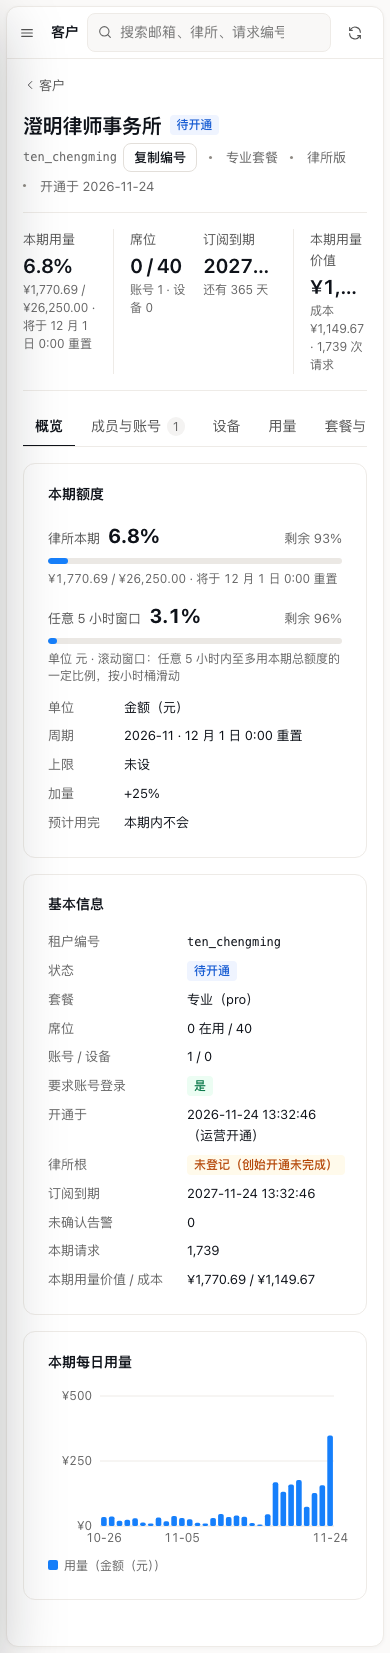 客户
搜索邮箱、律所、请求编号
客户
澄明律师事务所 待开通
ten_chengming 复制编号 • 专业套餐 • 律所版
• 开通于 2026-11-24
本期用量
6.8%
¥1,770.69 /
¥26,250.00 ·
将于 12 月 1
日 0:00 重置
席位
0 / 40
账号 1 · 设
备 0
订阅到期
2027...
还有 365 天
本期用量
价值
¥1,...
成本
¥1,149.67
· 1,739 次
请求
概览 成员与账号 1 设备 用量 套餐与
本期额度
律所本期 6.8% 剩余 93%
¥1,770.69 / ¥26,250.00 · 将于 12 月 1 日 0:00 重置
任意 5 小时窗口 3.1% 剩余 96%
单位 元 · 滚动窗口：任意 5 小时内至多用本期总额度的
一定比例，按小时桶滑动
单位 金额（元）
周期 2026-11 · 12 月 1 日 0:00 重置
上限 未设
加量 +25%
预计用完 本期内不会
基本信息
租户编号 ten_chengming
状态 待开通
套餐 专业（pro）
席位 0 在用 / 40
账号 / 设备 1 / 0
要求账号登录 是
开通于 2026-11-24 13:32:46
（运营开通）
律所根 未登记（创始开通未完成）
订阅到期 2027-11-24 13:32:46
未确认告警 0
本期请求 1,739
本期用量价值 / 成本 ¥1,770.69 / ¥1,149.67
本期每日用量
¥500
¥250
¥0
10-26 11-05 11-24
用量（金额（元））